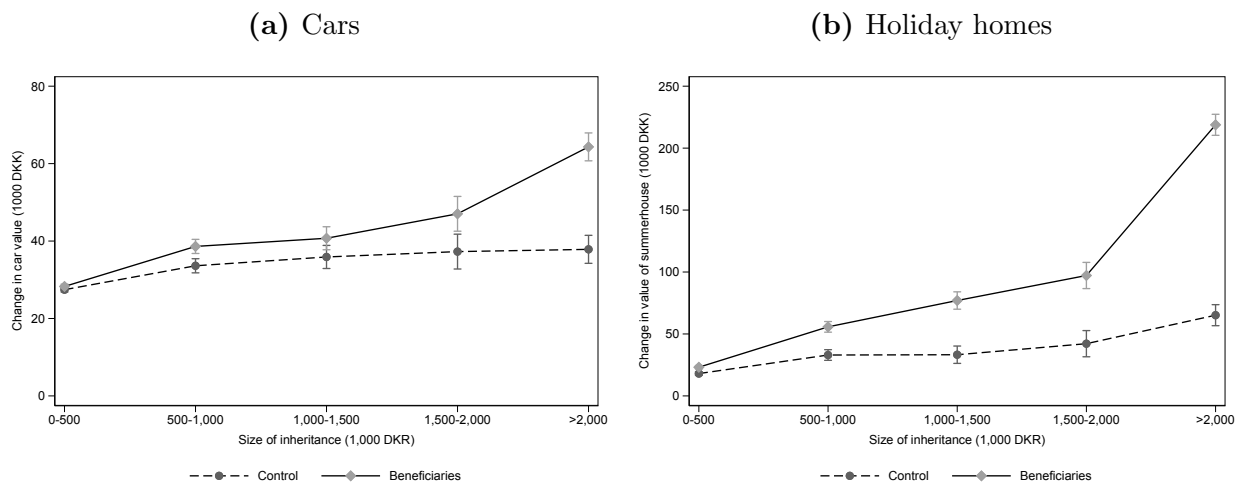 (a) Cars
Change in car value (1000 DKK)
80
60
40
20
0
0-500
500-1,000
1,000-1,500
1,500-2,000
>2,000
Size of inheritance (1,000 DKR)
Control
Beneficiaries
(b) Holiday homes
Change in value of summerhouse (1000 DKK)
250
200
150
100
50
0
0-500
500-1,000
1,000-1,500
1,500-2,000
>2,000
Size of inheritance (1,000 DKR)
Control
Beneficiaries